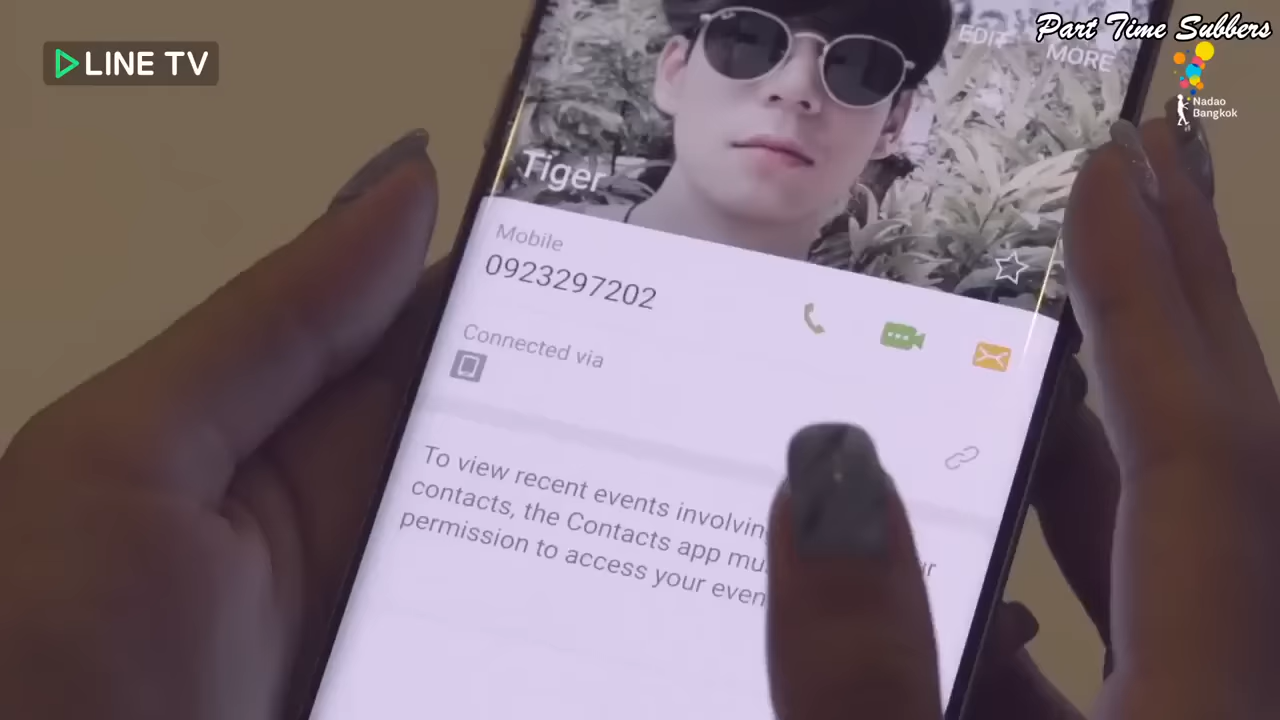 LINE TV
Part Time Subbers
EDIT
MORE
Nadao
Bangkok
Tiger
Mobile
0923297202
Connected via
To view recent events involvin
contacts, the Contacts app mu
permission to access your even